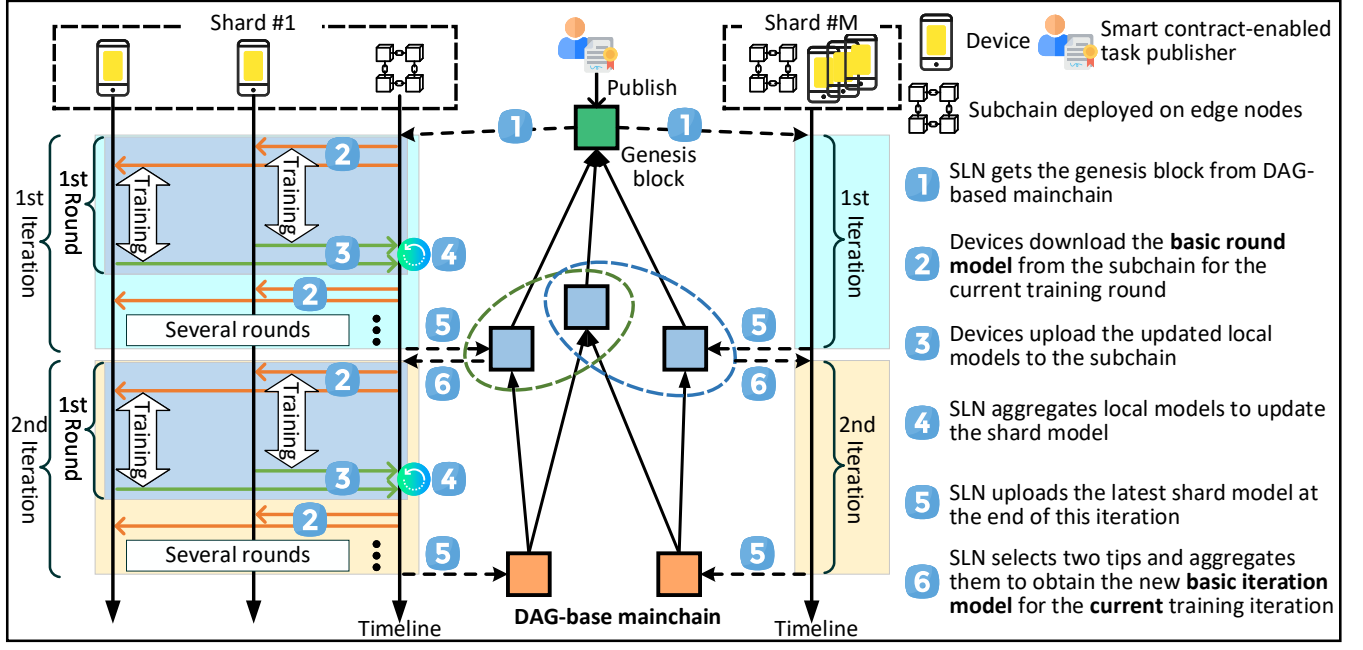 Shard #1
Shard #M
Device
Smart contract-enabled
task publisher
Publish
Subchain deployed on edge nodes
1
1
Genesis
block
1st
Iteration
1st
Round
Training
Training
2
3
4
2
Several rounds
5
5
1st
Iteration
6
6
2nd
Iteration
1st
Round
Training
Training
2
3
4
2
Several rounds
5
5
2nd
Iteration
DAG-base mainchain
Timeline
Timeline
1
SLN gets the genesis block from DAG-
based mainchain
2
Devices download the basic round
model from the subchain for the
current training round
3
Devices upload the updated local
models to the subchain
4
SLN aggregates local models to update
the shard model
5
SLN uploads the latest shard model at
the end of this iteration
6
SLN selects two tips and aggregates
them to obtain the new basic iteration
model for the current training iteration